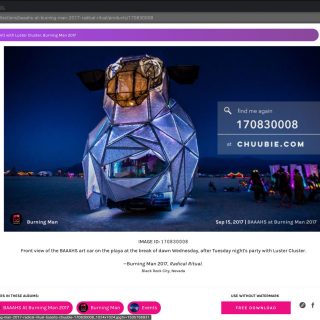 baahs-at-burning-man-2017-radical-ritual/products/170830008
Art with Luster Cluster, Burning Man 2017
find me again
170830008
at CHUUBIE.COM
Burning Man
Sep 15, 2017 | BAAAHS at Burning Man 2017
IMAGE ID: 170830008
Front view of the BAAAHS art car on the playa at the break of dawn Wednesday, after Tuesday night's party with Luster Cluster.
—Burning Man 2017, Radical Ritual.
Black Rock City, Nevada
IN THESE ALBUMS:
USE WITHOUT WATERMARK
BAAAHS At Burning Man 2017
Burning Man
Events
FREE DOWNLOAD